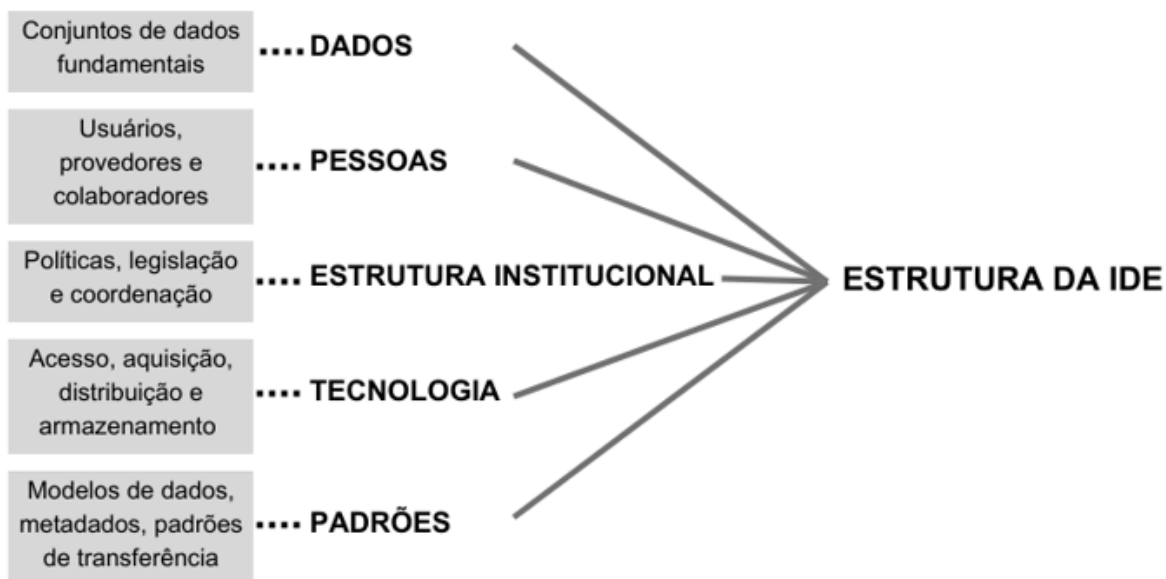 Conjuntos de dados
fundamentais
DADOS
Usuários,
provedores e
colaboradores
PESSOAS
Políticas, legislação
e coordenação
ESTRUTURA INSTITUCIONAL
ESTRUTURA DA IDE
Acesso, aquisição,
distribuição e
armazenamento
TECNOLOGIA
Modelos de dados,
metadados, padrões
de transferência
PADRÕES